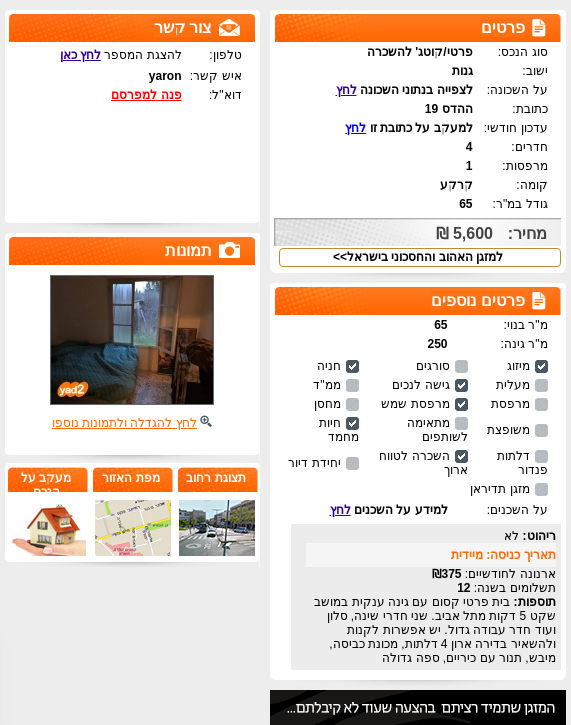 פרטים
סוג הנכס: פרטי/קוטג' להשכרה
ישוב: גנות
על השכונה: לצפייה בנתוני השכונה לחץ
כתובת: ההדס 19
עדכון חודשי: למעקב על כתובת זו לחץ
חדרים: 4
מרפסות: 1
קומה: קרקע
גודל במ"ר: 65
מחיר: 5,600 ₪
למזגן האהוב והחסכוני בישראל>>
פרטים נוספים
מ"ר בנוי: 65
מ"ר גינה: 250
מיזוג סורגים חניה
מעלית גישה לנכים ממ"ד
מרפסת מרפסת שמש מחסן
משופצת מתאימה לשותפים חיות מחמד
דלתות פנדור השכרה לטווח ארוך יחידת דיור
מזגן תדיראן
על השכנים: למידע על השכנים לחץ
ריהוט: לא
תאריך כניסה: מיידית
ארנונה לחודשיים: 375₪
תשלומים בשנה: 12
תוספות: בית פרטי קסום עם גינה ענקית במושב
שקט 5 דקות מתל אביב. שני חדרי שינה, סלון
ועוד חדר עבודה גדול. יש אפשרות לקנות
ולהשאיר בדירה ארון 4 דלתות, מכונת כביסה,
מיבש, תנור עם כיריים, ספה גדולה
המזגן שתמיד רציתם בהצעה שעוד לא קיבלתם...
צור קשר
טלפון: להצגת המספר לחץ כאן
איש קשר: yaron
דוא"ל: פנה למפרסם
תמונות
yad2
לחץ להגדלה ולתמונות נוספו
תצוגת רחוב
מפת האזור
מעקב על
הנכס